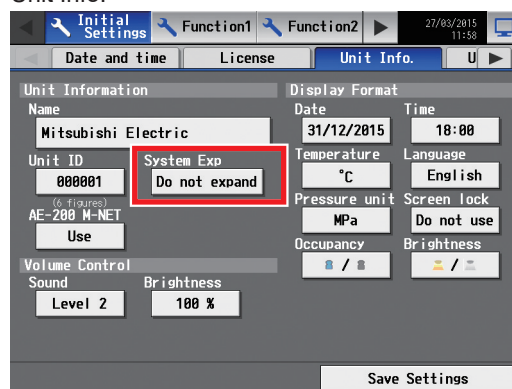 Unit Info.
Initial Settings
Function1
Function2
27/03/2015
11:58
Date and time
License
Unit Info.
U
Unit Information
Name
Mitsubishi Electric
Unit ID
System Exp
000001
Do not expand
(6 figures)
AE-200 M-NET
Use
Volume Control
Sound
Brightness
Level 2
100 %
Display Format
Date
Time
31/12/2015
18:00
Temperature
Language
°C
English
Pressure unit
Screen lock
MPa
Do not use
Occupancy
Brightness
/
/
Save Settings